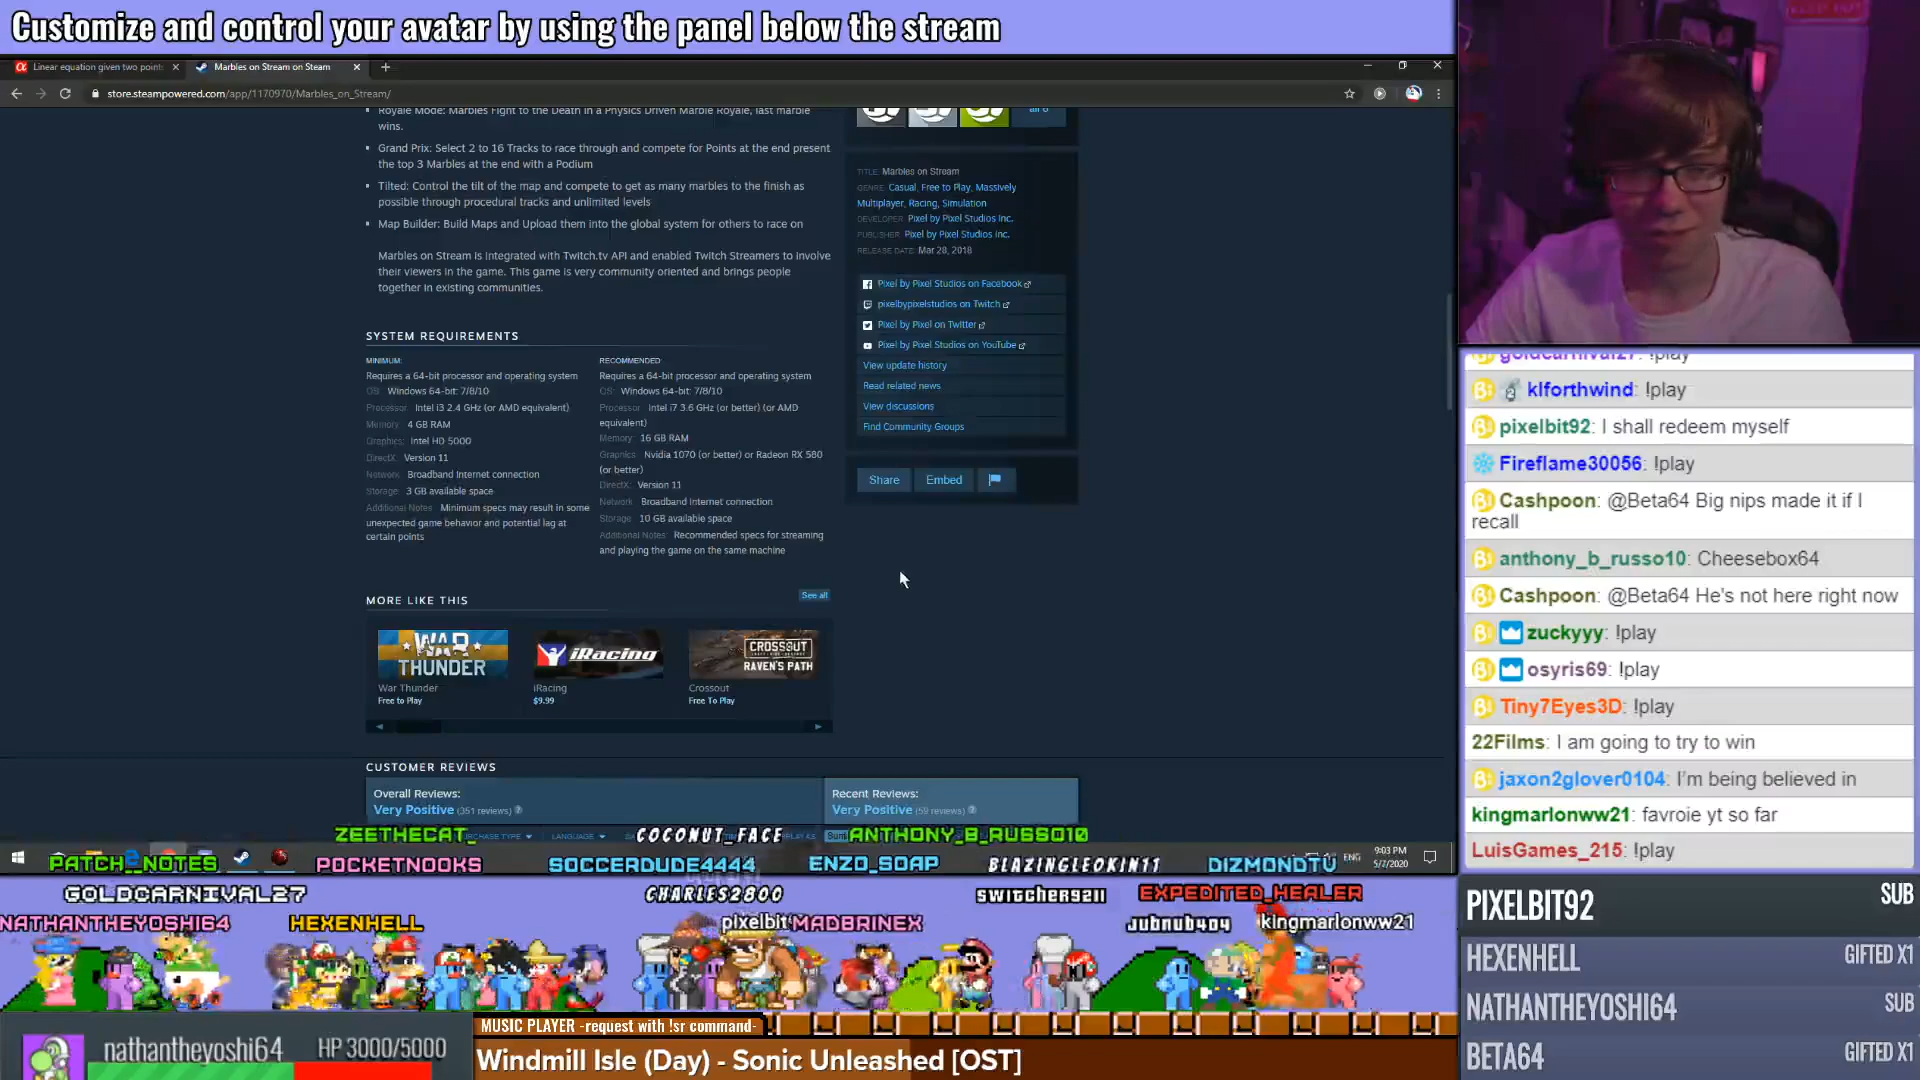 Customize and control your avatar by using the panel below the stream
Linear equation given two point
Marbles on Stream on Steam
store.steampowered.com/app/1170970/Marbles_on_Stream/
Royale Mode: Marbles Fight to the Death in a Physics Driven Marble Royale, last marble
wins.
Grand Prix: Select 2 to 16 Tracks to race through and compete for Points at the end present
the top 3 Marbles at the end with a Podium
Tilted: Control the tilt of the map and compete to get as many marbles to the finish as
possible through procedural tracks and unlimited levels
Map Builder: Build Maps and Upload them into the global system for others to race on
Marbles on Stream is integrated with Twitch.tv API and enabled Twitch Streamers to involve
their viewers in the game. This game is very community oriented and brings people
together in existing communities.
SYSTEM REQUIREMENTS
MINIMUM:
Requires a 64-bit processor and operating system
OS: Windows 64-bit: 7/8/10
Processor: Intel i3 2.4 GHz (or AMD equivalent)
Memory: 4 GB RAM
Graphics: Intel HD 5000
DirectX: Version 11
Network: Broadband Internet connection
Storage: 3 GB available space
Additional Notes: Minimum specs may result in some
unexpected game behavior and potential lag at
certain points
RECOMMENDED:
Requires a 64-bit processor and operating system
OS: Windows 64-bit: 7/8/10
Processor: Intel i7 3.6 GHz (or better) (or AMD
equivalent)
Memory: 16 GB RAM
Graphics: Nvidia 1070 (or better) or Radeon RX 580
(or better)
DirectX: Version 11
Network: Broadband Internet connection
Storage: 10 GB available space
Additional Notes: Recommended specs for streaming
and playing the game on the same machine
TITLE: Marbles on Stream
GENRE: Casual, Free to Play, Massively
Multiplayer, Racing, Simulation
DEVELOPER: Pixel by Pixel Studios Inc.
PUBLISHER: Pixel by Pixel Studios Inc.
RELEASE DATE: Mar 28, 2018
Pixel by Pixel Studios on Facebook
pixelbypixelstudios on Twitch
Pixel by Pixel on Twitter
Pixel by Pixel Studios on YouTube
View update history
Read related news
View discussions
Find Community Groups
Share
Embed
MORE LIKE THIS
See all
WAR
THUNDER
iRacing
CROSSOUT
RAVEN'S PATH
War Thunder
Free to Play
iRacing
$9.99
Crossout
Free To Play
CUSTOMER REVIEWS
Overall Reviews:
Very Positive (351 reviews)
Recent Reviews:
Very Positive (59 reviews)
LANGUAGE
ENG
9:03 PM
5/7/2020
ZEETHECAT_
COCONUT_FACE
ANTHONY_B_RUSSO10
PATCH_NOTES
POCKETNOOKS
SOCCERDUDE4444
ENZO_SOAP
BLAZINGLEOKIN11
DIZMONDTV
GOLDCARNIVAL27
CHARLES2800
SWITCHER9211
EXPEDITED_HEALER
NATHANTHEYOSHI64
HEXENHELL
pixelbit
MADBRINEX
JUBNUB404
kingmarlonww21
nathantheyoshi64
HP 3000/5000
MUSIC PLAYER -request with !sr command-
Windmill Isle (Day) - Sonic Unleashed [OST]
goldcarnival27: !play
klforthwind: !play
pixelbit92: I shall redeem myself
Fireflame30056: !play
Cashpoon: @Beta64 Big nips made it if I
recall
anthony_b_russo10: Cheesebox64
Cashpoon: @Beta64 He's not here right now
zuckyyy: !play
osyris69: !play
Tiny7Eyes3D: !play
22Films: I am going to try to win
jaxon2glover0104: I'm being believed in
kingmarlonww21: favroie yt so far
LuisGames_215: !play
PIXELBIT92
SUB
HEXENHELL
GIFTED X1
NATHANTHEYOSHI64
SUB
BETA64
GIFTED X1